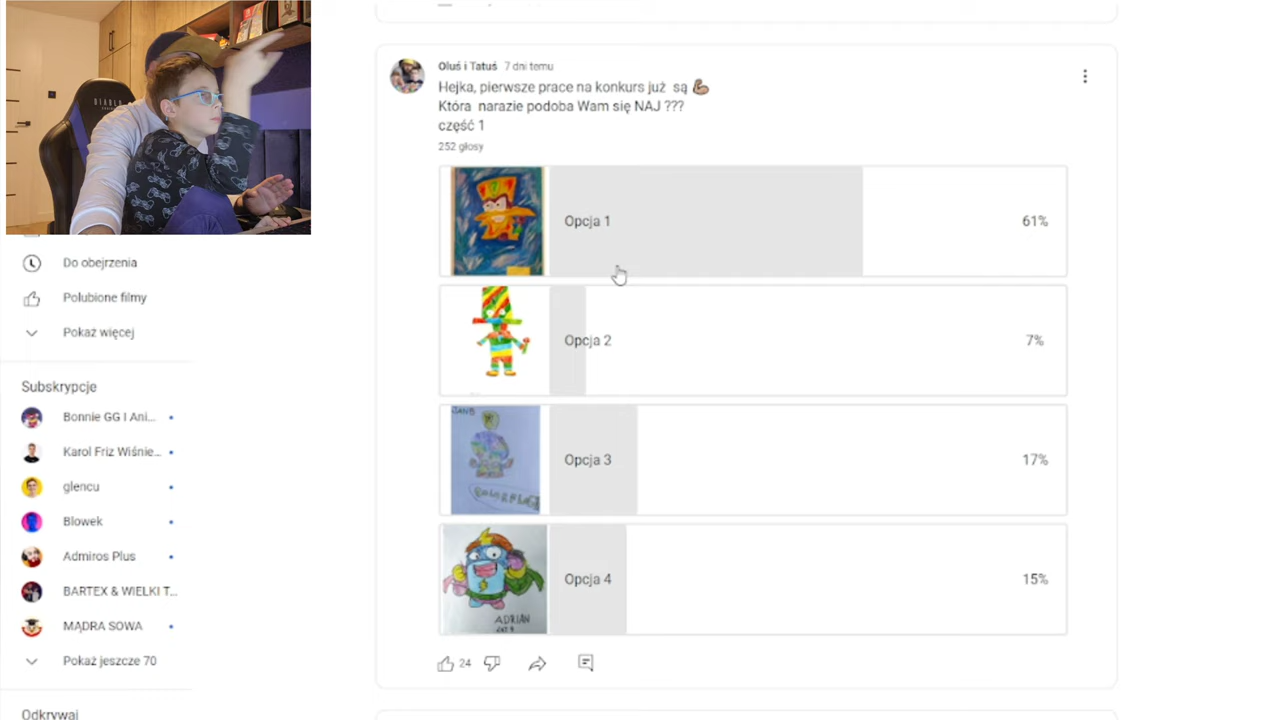 DIABLO
Do obejrzenia
Polubione filmy
Pokaż więcej
Subskrypcje
Bonnie GG I Ani...
Karol Friz Wiśnie...
glencu
Blowek
Admiros Plus
BARTEX & WIELKI T...
MĄDRA SOWA
Pokaż jeszcze 70
Odkrywaj
Oluś i Tatuś 7 dni temu
Hejka, pierwsze prace na konkurs już są 💪🏼
Która narazie podoba Wam się NAJ ???
część 1
252 głosy
Opcja 1 61%
Opcja 2 7%
Opcja 3 17%
Opcja 4 15%
ADRIAN
24